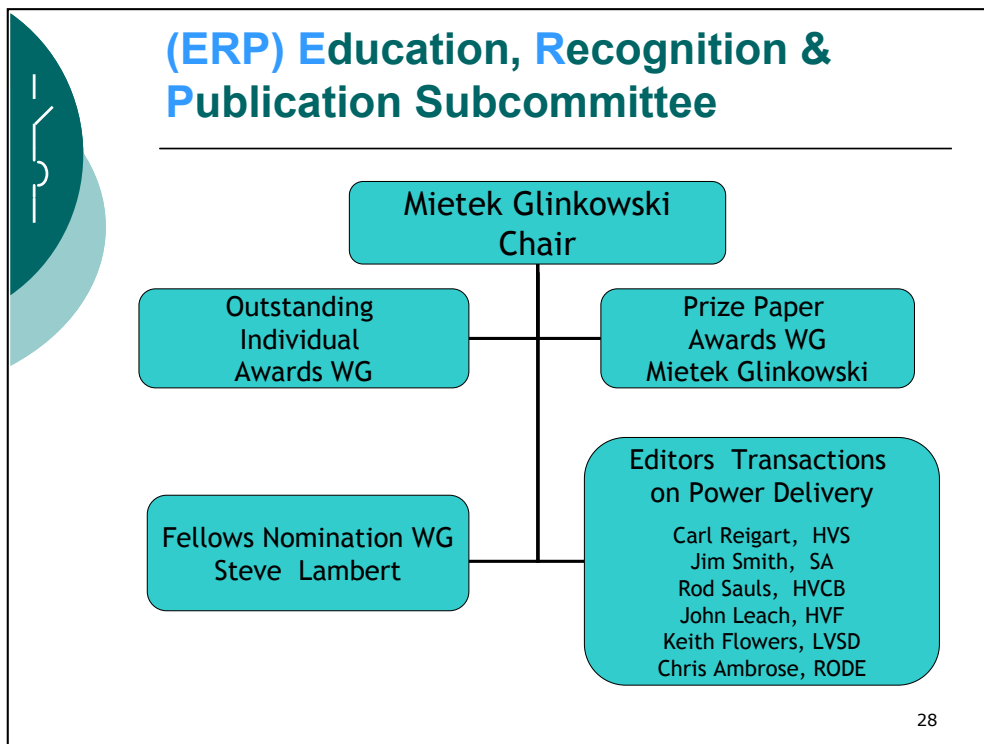 (ERP) Education, Recognition &
Publication Subcommittee
Mietek Glinkowski
Chair
Outstanding
Individual
Awards WG
Prize Paper
Awards WG
Mietek Glinkowski
Fellows Nomination WG
Steve Lambert
Editors Transactions
on Power Delivery
Carl Reigart, HVS
Jim Smith, SA
Rod Sauls, HVCB
John Leach, HVF
Keith Flowers, LVSD
Chris Ambrose, RODE
28